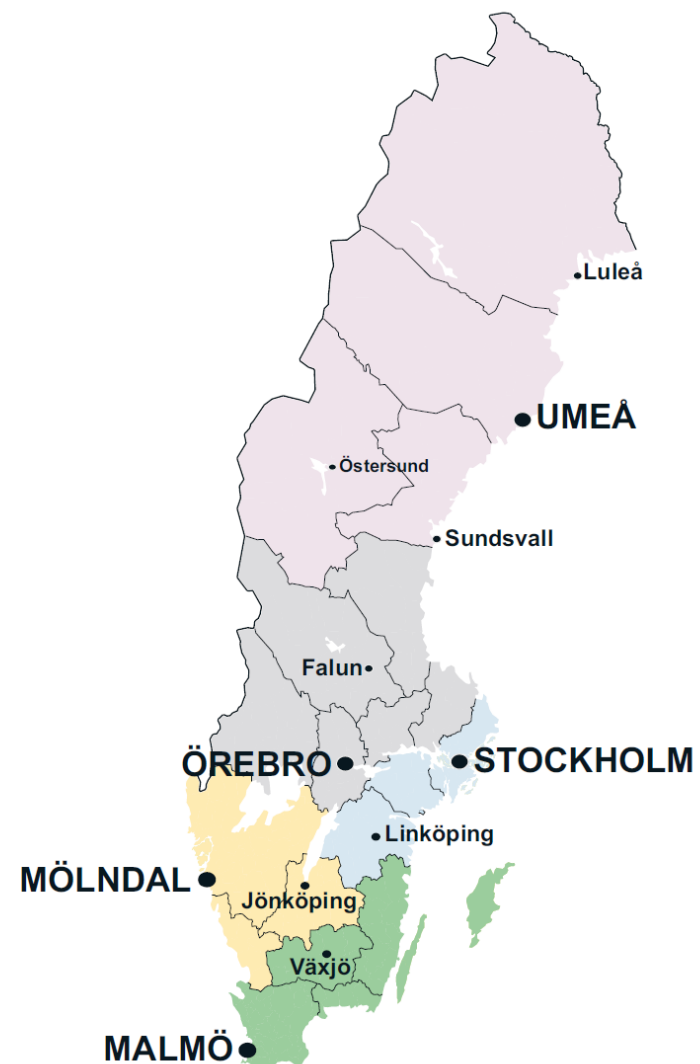 Luleå
UMEÅ
Östersund
Sundsvall
Falun
ÖREBRO
STOCKHOLM
Linköping
MÖLNDAL
Jönköping
Växjö
MALMÖ